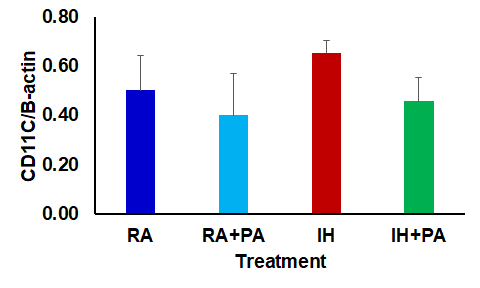 0.80
0.60
0.40
0.20
0.00
CD11C/B-actin
RA RA+PA IH IH+PA
Treatment